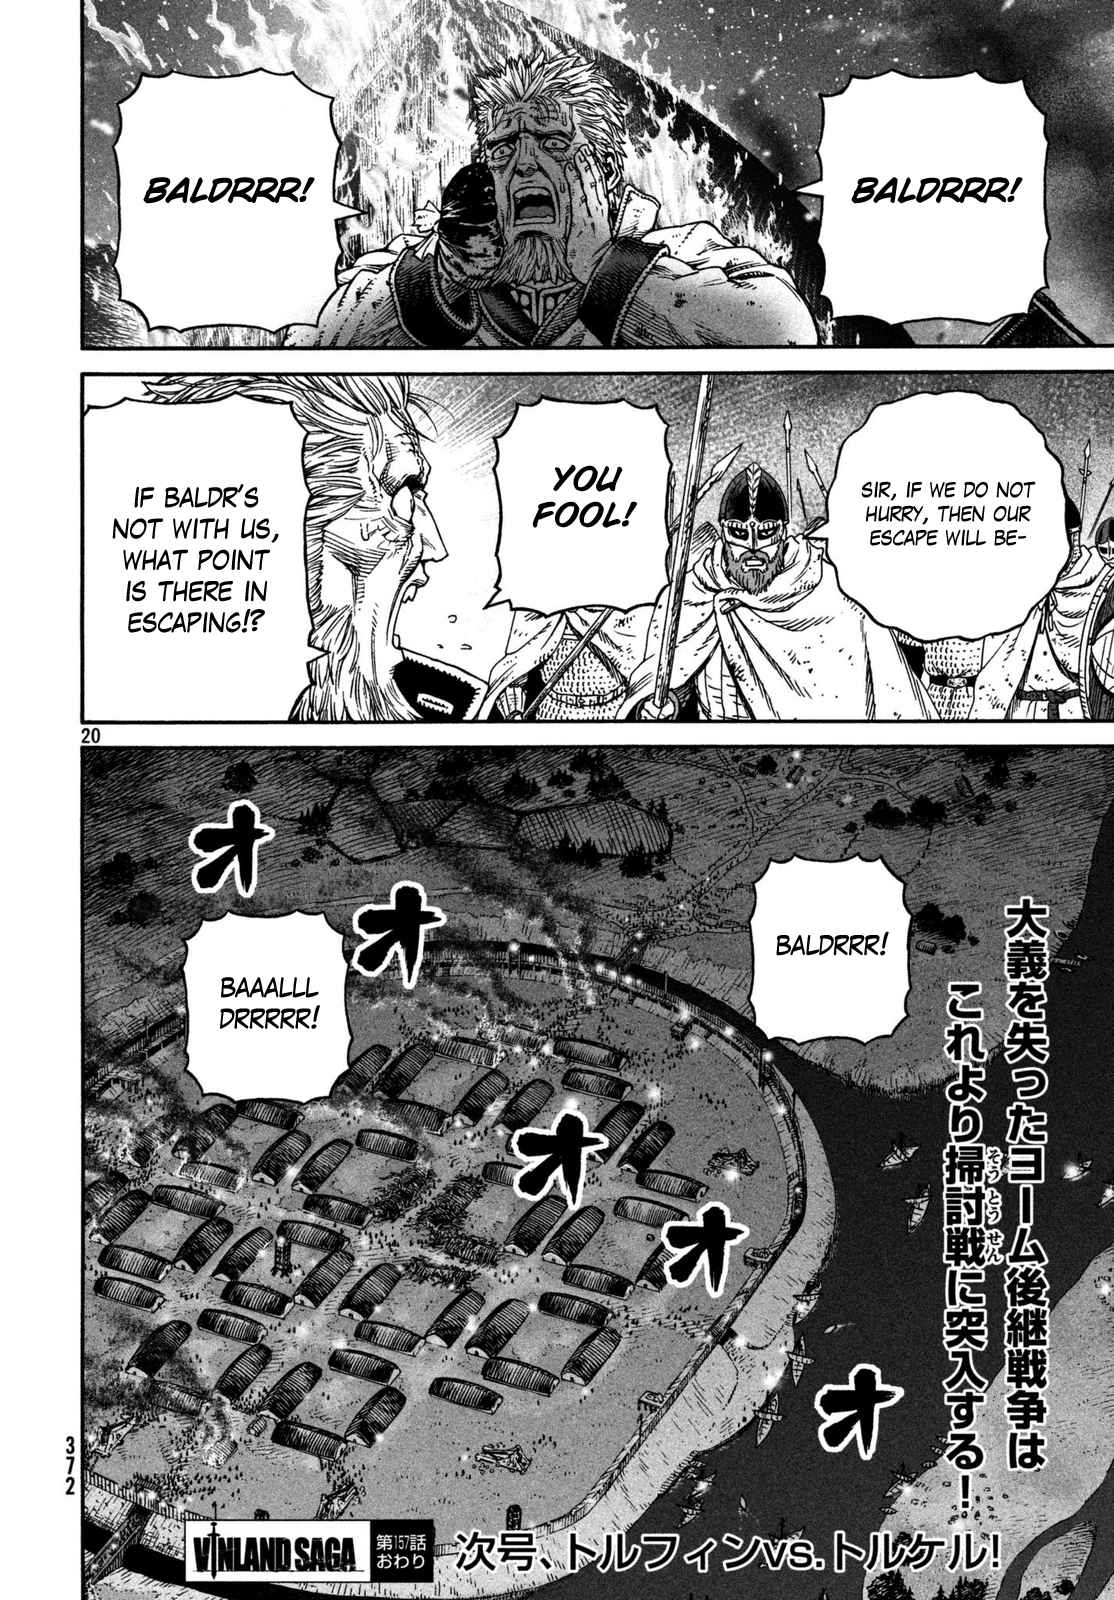 BALDRRR!
BALDRRR!
SIR, IF WE DO NOT
HURRY, THEN OUR
ESCAPE WILL BE-
YOU
FOOL!
IF BALDR'S
NOT WITH US,
WHAT POINT
IS THERE IN
ESCAPING!?
20
オ
オ
オ
オ
オ
BALDRRR!
BAAALLL
DRRRRR!
大義を失ったヨーム後継戦争は
これより掃討戦に突入する!
そうとうせん
372
VINLAND SAGA
第157話
おわり
次号、トルフィンvs.トルケル!